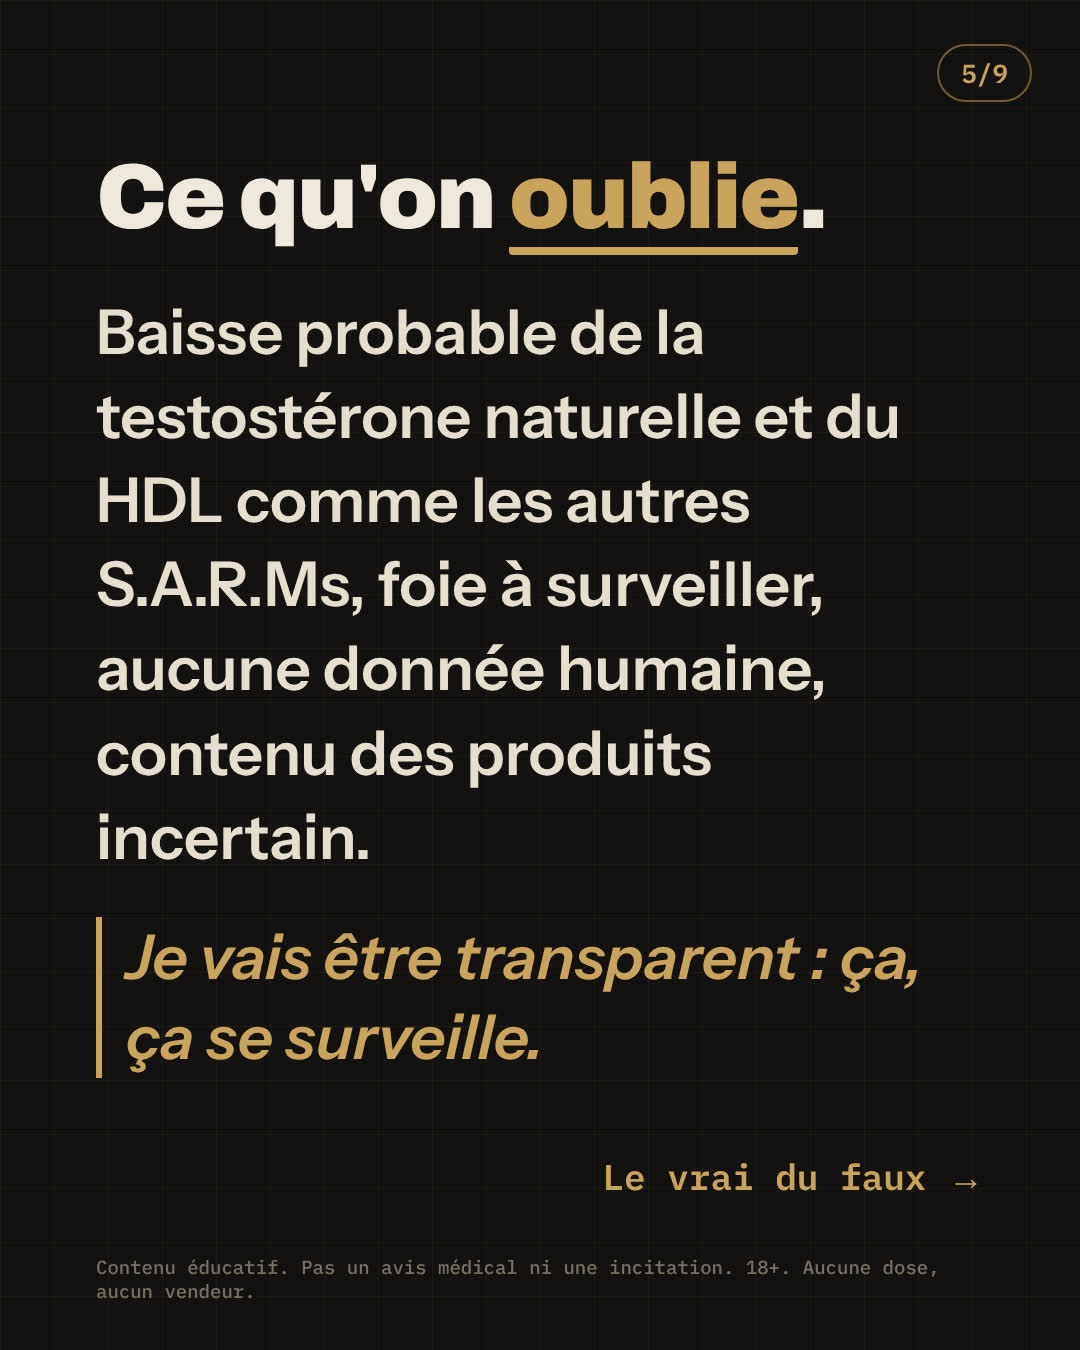 5/9
Ce qu'on oublie.
Baisse probable de la
testostérone naturelle et du
HDL comme les autres
S.A.R.Ms, foie à surveiller,
aucune donnée humaine,
contenu des produits
incertain.
Je vais être transparent : ça,
ça se surveille.
Le vrai du faux →
Contenu éducatif. Pas un avis médical ni une incitation. 18+. Aucune dose,
aucun vendeur.